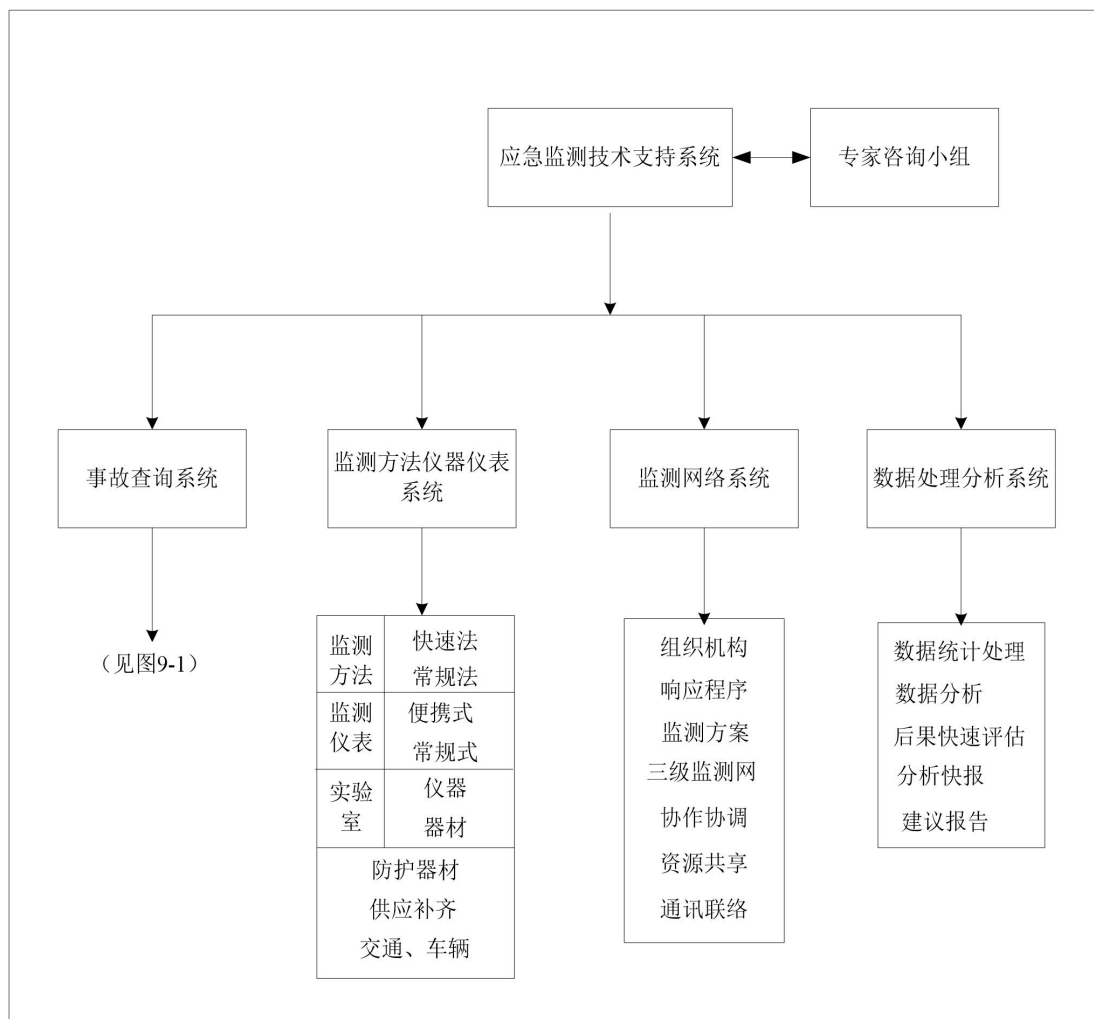 应急监测技术支持系统
专家咨询小组
事故查询系统
监测方法仪器仪表
系统
监测网络系统
数据处理分析系统
（见图9-1）
监测
方法
快速法
常规法
监测
仪表
便携式
常规式
实验
室
仪器
器材
防护器材
供应补齐
交通、车辆
组织机构
响应程序
监测方案
三级监测网
协作协调
资源共享
通讯联络
数据统计处理
数据分析
后果快速评估
分析快报
建议报告